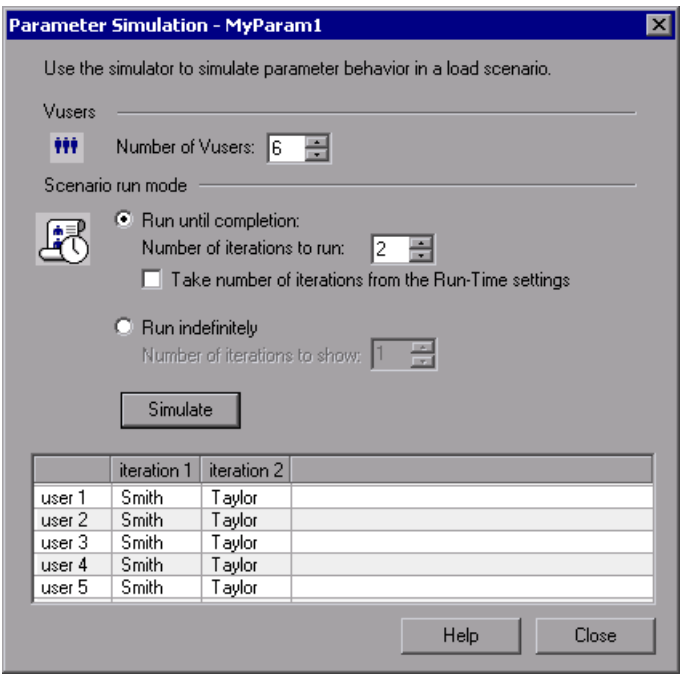 Parameter Simulation - MyParam1
Use the simulator to simulate parameter behavior in a load scenario.
Vusers
Number of Vusers: 6
Scenario run mode
Run until completion:
Number of iterations to run: 2
Take number of iterations from the Run-Time settings
Run indefinitely
Number of iterations to show: 1
Simulate
iteration 1 iteration 2
user 1 Smith Taylor
user 2 Smith Taylor
user 3 Smith Taylor
user 4 Smith Taylor
user 5 Smith Taylor
Help Close